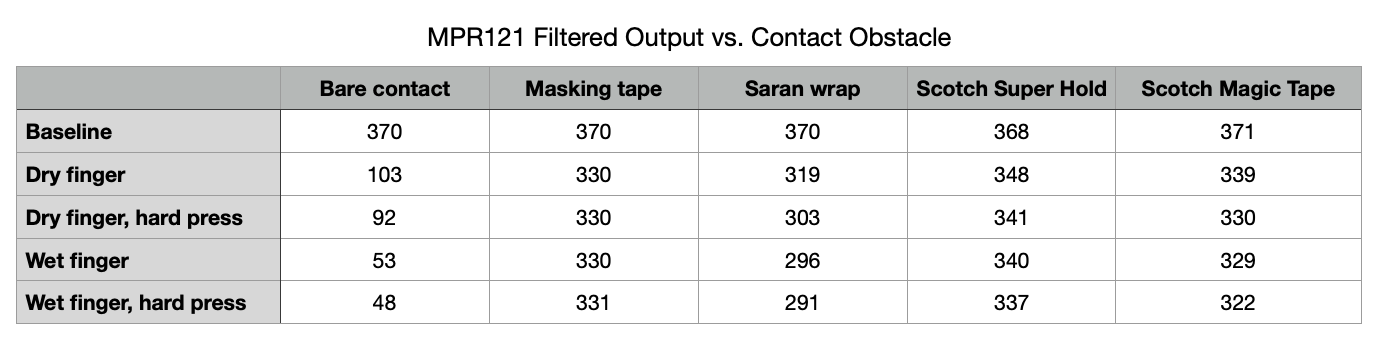 MPR121 Filtered Output vs. Contact Obstacle
Bare contact Masking tape Saran wrap Scotch Super Hold Scotch Magic Tape
Baseline 370 370 370 368 371
Dry finger 103 330 319 348 339
Dry finger, hard press 92 330 303 341 330
Wet finger 53 330 296 340 329
Wet finger, hard press 48 331 291 337 322